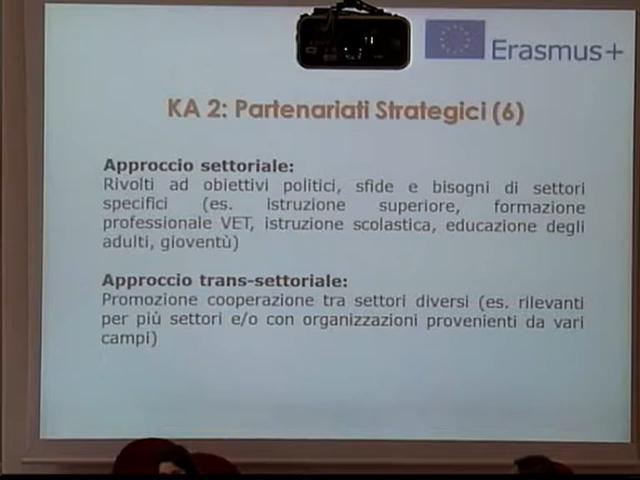 Erasmus+
KA 2: Partenariati Strategici (6)
Approccio settoriale:
Rivolti ad obiettivi politici, sfide e bisogni di settori
specifici (es. istruzione superiore, formazione
professionale VET, istruzione scolastica, educazione degli
adulti, gioventù)
Approccio trans-settoriale:
Promozione cooperazione tra settori diversi (es. rilevanti
per più settori e/o con organizzazioni provenienti da vari
campi)